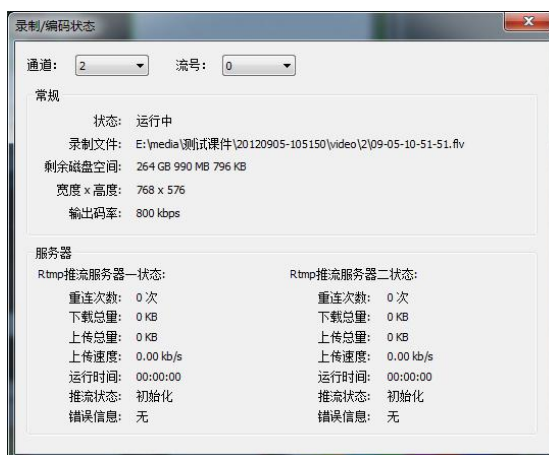 录制/编码状态
通道: 2 流号: 0
常规
状态: 运行中
录制文件: E:\media\测试课件\20120905-105150\video\2\09-05-10-51-51.flv
剩余磁盘空间: 264 GB 990 MB 796 KB
宽度 x 高度: 768 x 576
输出码率: 800 kbps
服务器
Rtmp推流服务器一状态: Rtmp推流服务器二状态:
重连次数: 0 次 重连次数: 0 次
下载总量: 0 KB 下载总量: 0 KB
上传总量: 0 KB 上传总量: 0 KB
上传速度: 0.00 kb/s 上传速度: 0.00 kb/s
运行时间: 00:00:00 运行时间: 00:00:00
推流状态: 初始化 推流状态: 初始化
错误信息: 无 错误信息: 无